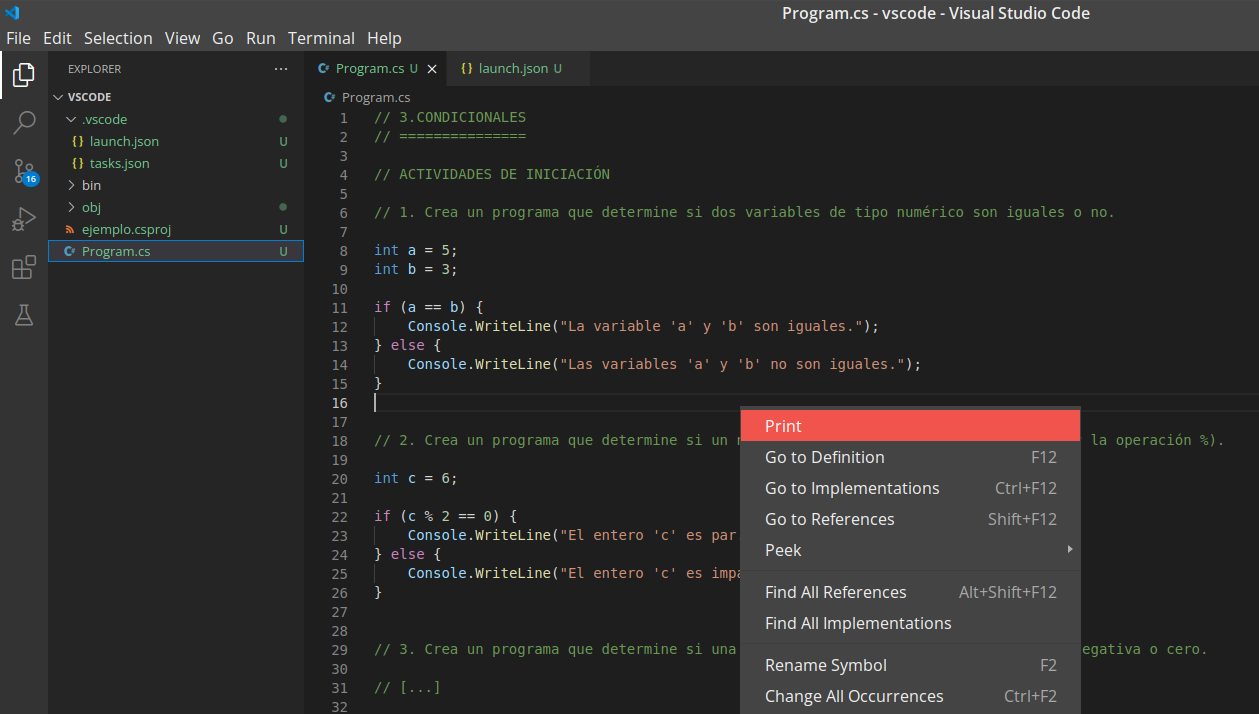 Program.cs - vscode - Visual Studio Code
File Edit Selection View Go Run Terminal Help
EXPLORER ...
VSCODE
.vscode
launch.json U
tasks.json U
bin
obj
ejemplo.csproj U
Program.cs U
16
Program.cs U
launch.json U
Program.cs
1 // 3.CONDICIONALES
2 // ===============
3
4 // ACTIVIDADES DE INICIACIÓN
5
6 // 1. Crea un programa que determine si dos variables de tipo numérico son iguales o no.
7
8 int a = 5;
9 int b = 3;
10
11 if (a == b) {
12 Console.WriteLine("La variable 'a' y 'b' son iguales.");
13 } else {
14 Console.WriteLine("Las variables 'a' y 'b' no son iguales.");
15 }
16
17
18 // 2. Crea un programa que determine si un la operación %).
19
20 int c = 6;
21
22 if (c % 2 == 0) {
23 Console.WriteLine("El entero 'c' es par
24 } else {
25 Console.WriteLine("El entero 'c' es impa
26 }
27
28
29 // 3. Crea un programa que determine si una egativa o cero.
30
31 // [...]
32
Print
Go to Definition F12
Go to Implementations Ctrl+F12
Go to References Shift+F12
Peek
Find All References Alt+Shift+F12
Find All Implementations
Rename Symbol F2
Change All Occurrences Ctrl+F2